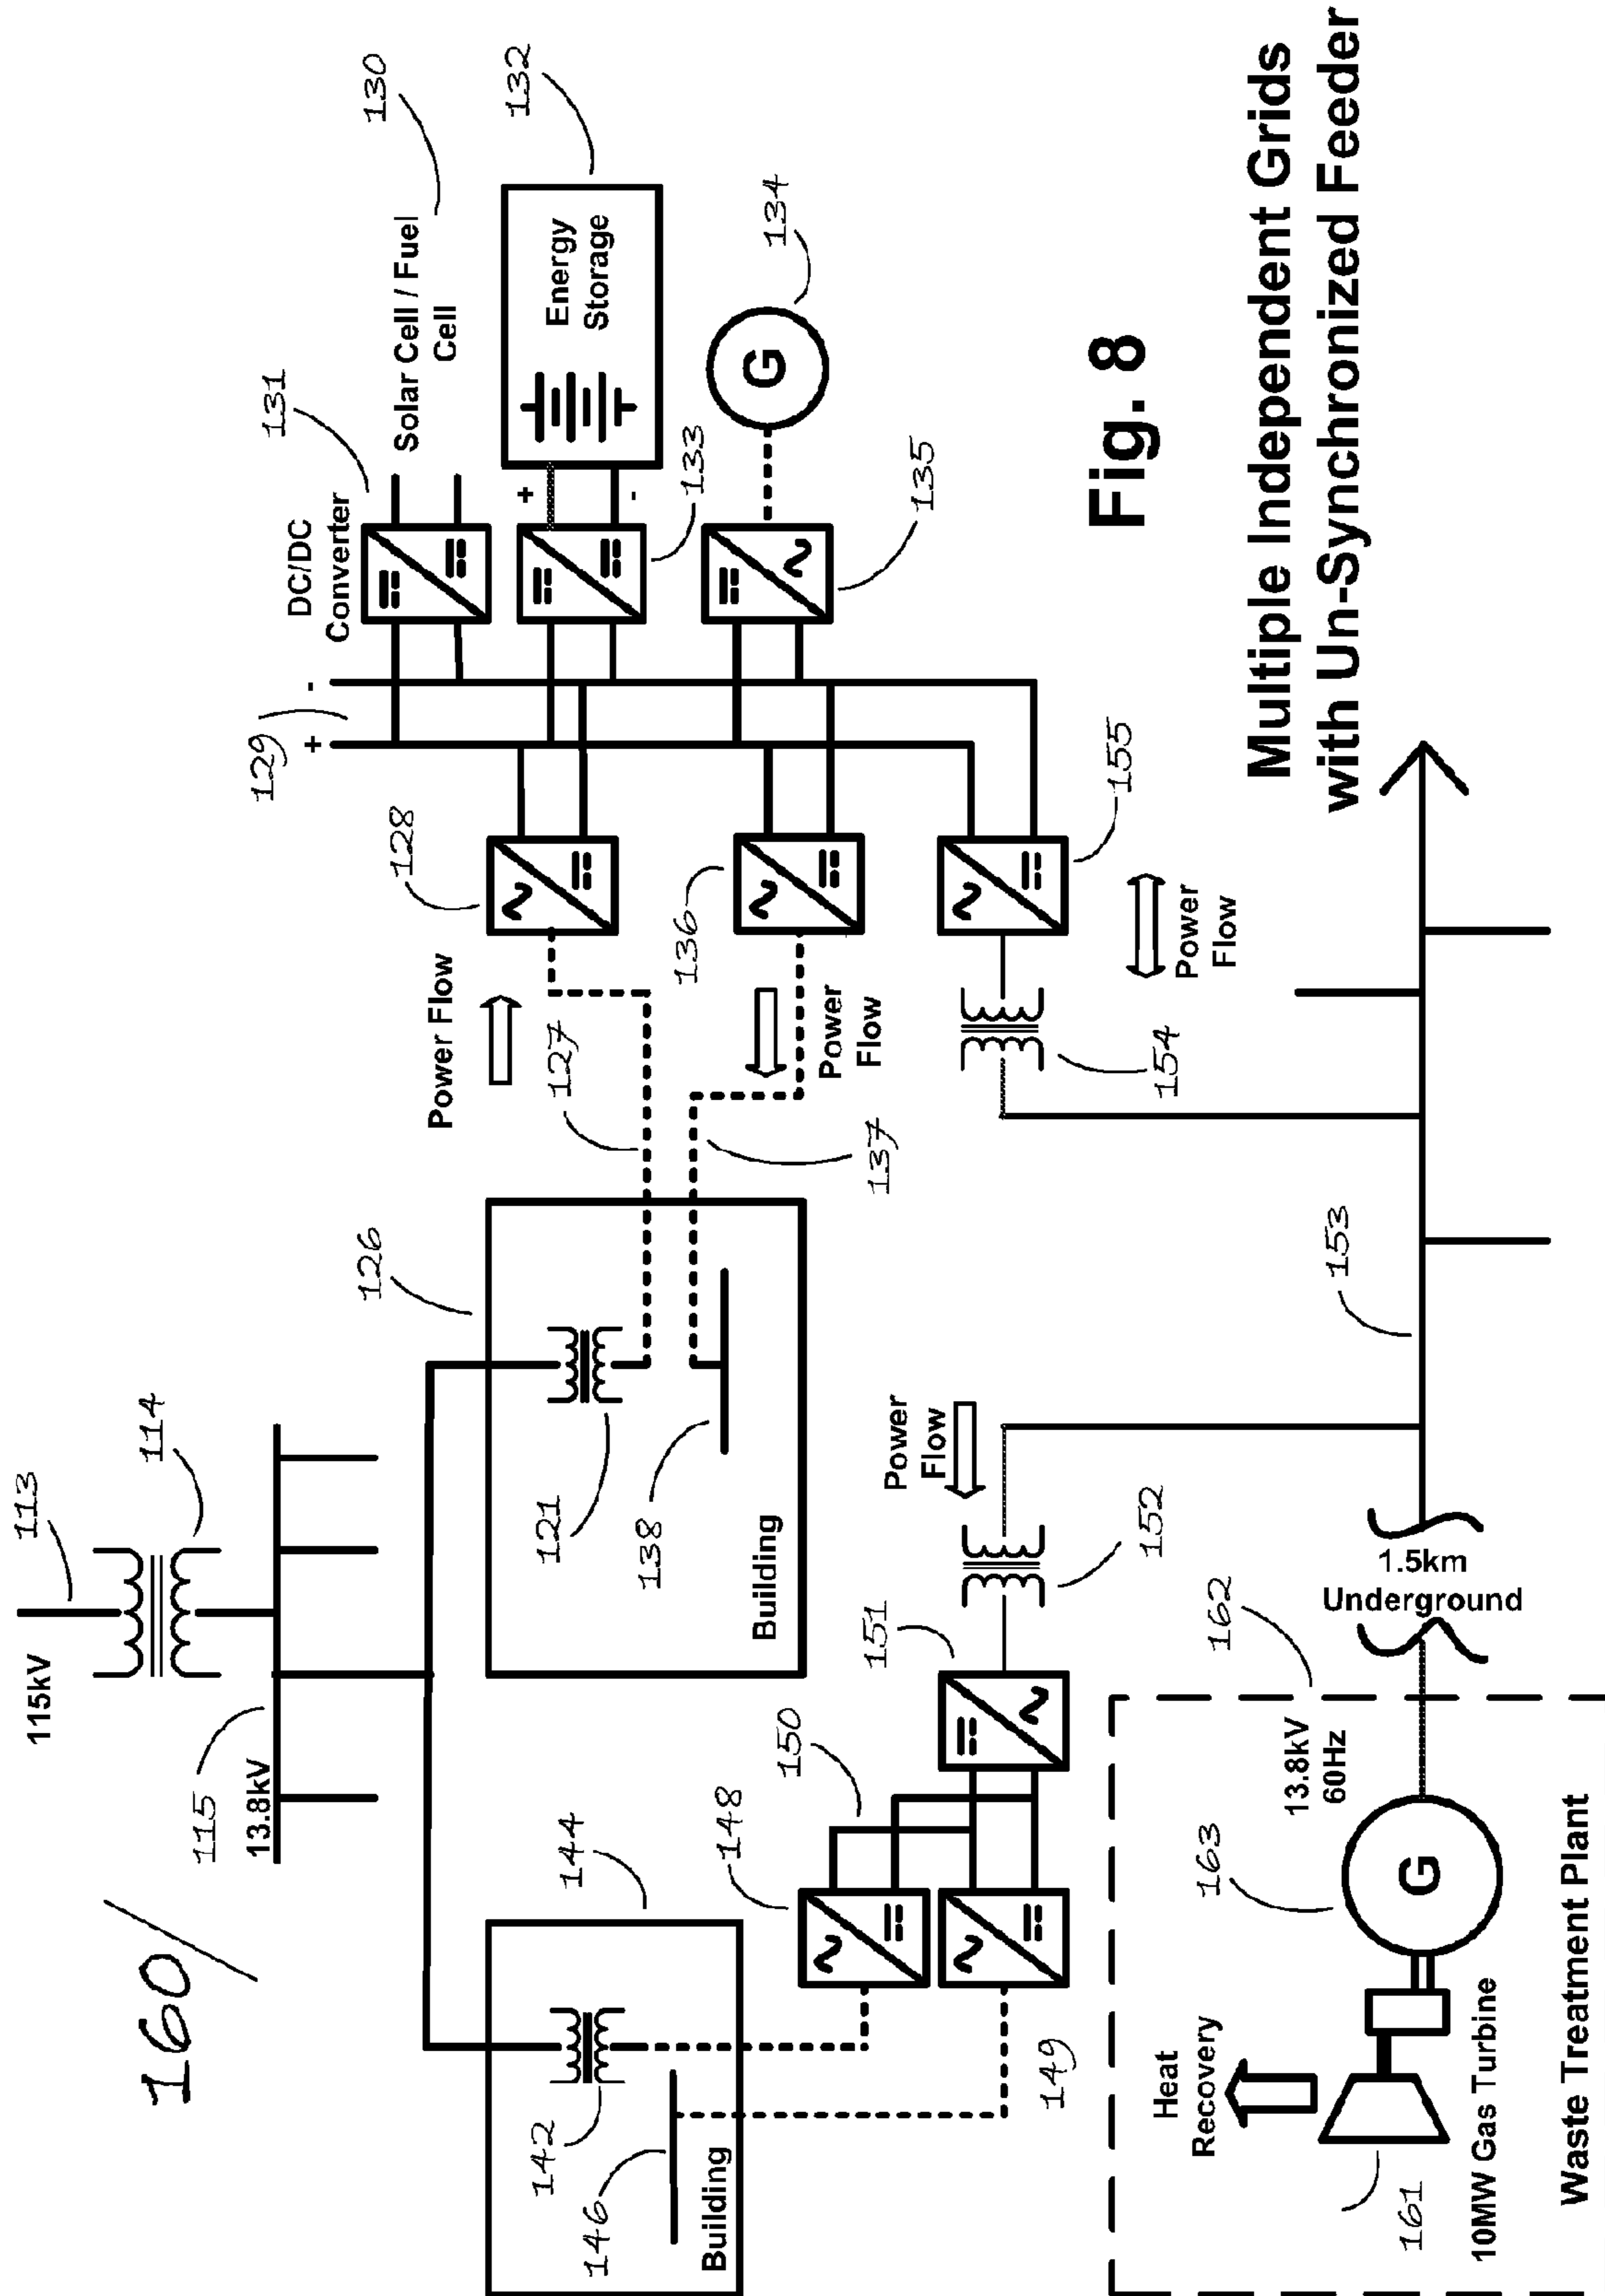 160
115kV
113
114
115
13.8kV
126
121
138
Building
144
142
146
Building
Power Flow
127
128
129
+
-
DC/DC
Converter
131
Solar Cell / Fuel
Cell
130
132
Energy
Storage
+
-
133
134
G
135
136
137
Power
Flow
148
149
150
151
152
Power
Flow
153
154
155
Power
Flow
Heat
Recovery
161
10MW Gas Turbine
163
G
13.8kV
60Hz
162
Waste Treatment Plant
1.5km
Underground
Fig. 8
Multiple Independent Grids
with Un-Synchronized Feeder